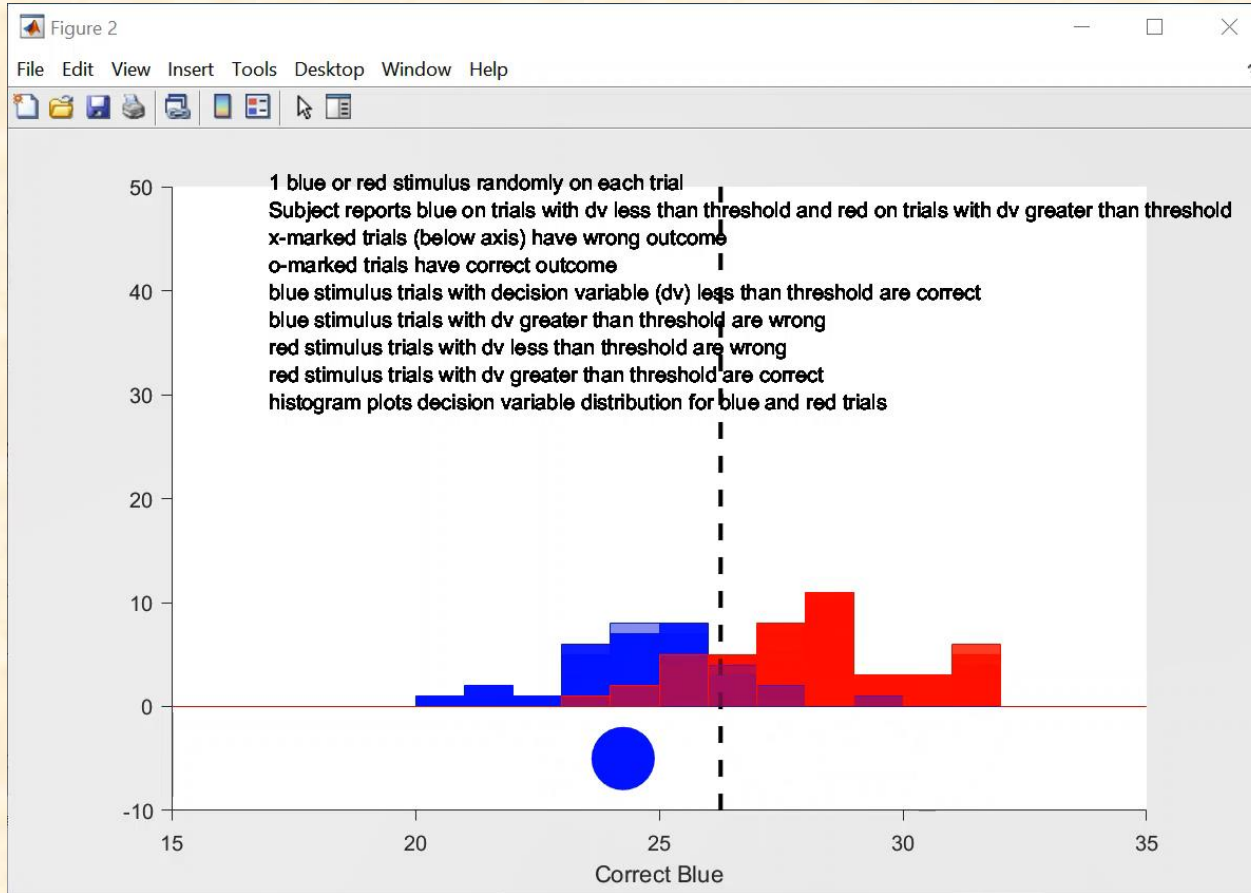 Figure 2
File Edit View Insert Tools Desktop Window Help
50
1 blue or red stimulus randomly on each trial
Subject reports blue on trials with dv less than threshold and red on trials with dv greater than threshold
x-marked trials (below axis) have wrong outcome
o-marked trials have correct outcome
40
blue stimulus trials with decision variable (dv) less than threshold are correct
blue stimulus trials with dv greater than threshold are wrong
red stimulus trials with dv less than threshold are wrong
red stimulus trials with dv greater than threshold are correct
30
histogram plots decision variable distribution for blue and red trials
20
10
0
-10
15 20 25 30 35
Correct Blue